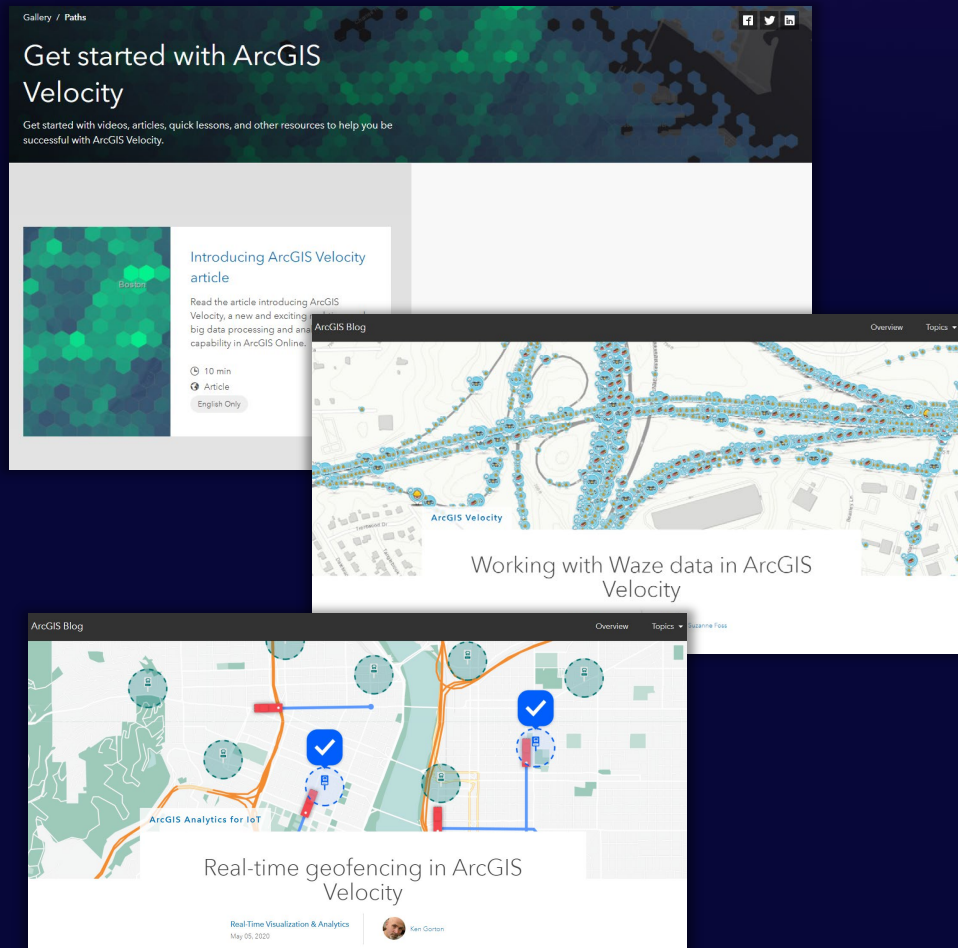 Gallery / Paths
Get started with ArcGIS
Velocity
Get started with videos, articles, quick lessons, and other resources to help you be
successful with ArcGIS Velocity.
Boston
Introducing ArcGIS Velocity
article
Read the article introducing ArcGIS
Velocity, a new and exciting
big data processing and
capability in ArcGIS Online.
10 min
Article
English Only
ArcGIS Blog
Overview
Topics
ArcGIS Velocity
Working with Waze data in ArcGIS
Velocity
Suzanne Foss
ArcGIS Blog
Overview
Topics
ArcGIS Analytics for IoT
Real-time geofencing in ArcGIS
Velocity
Real-Time Visualization & Analytics
May 05, 2020
Ken Gorton